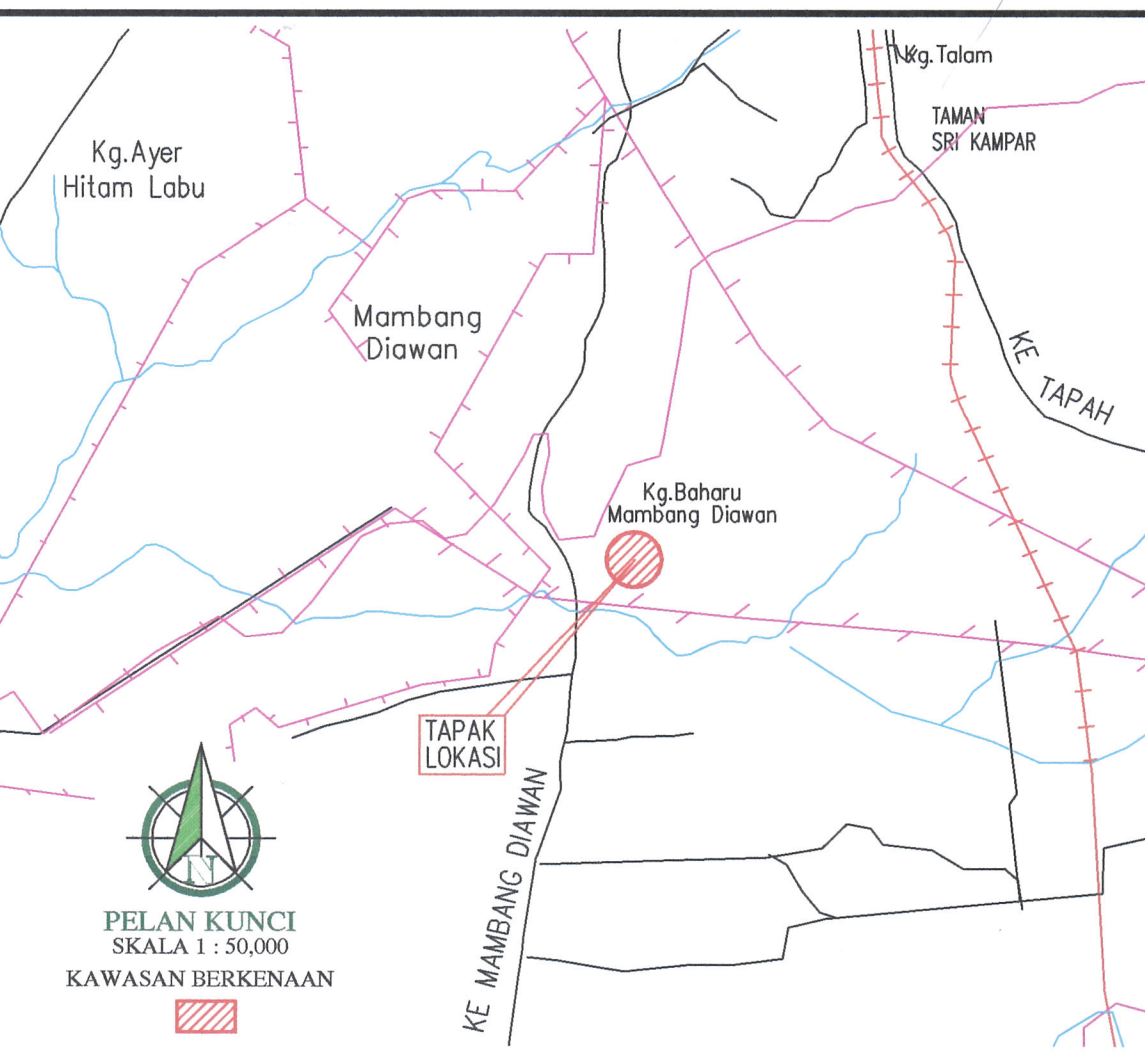 Kg.Talam
TAMAN
SRI KAMPAR
Kg.Ayer
Hitam Labu
Mambang
Diawan
KE TAPAH
Kg.Baharu
Mambang Diawan
TAPAK
LOKASI
KE MAMBANG DIAWAN
N
PELAN KUNCI
SKALA 1 : 50,000
KAWASAN BERKENAAN